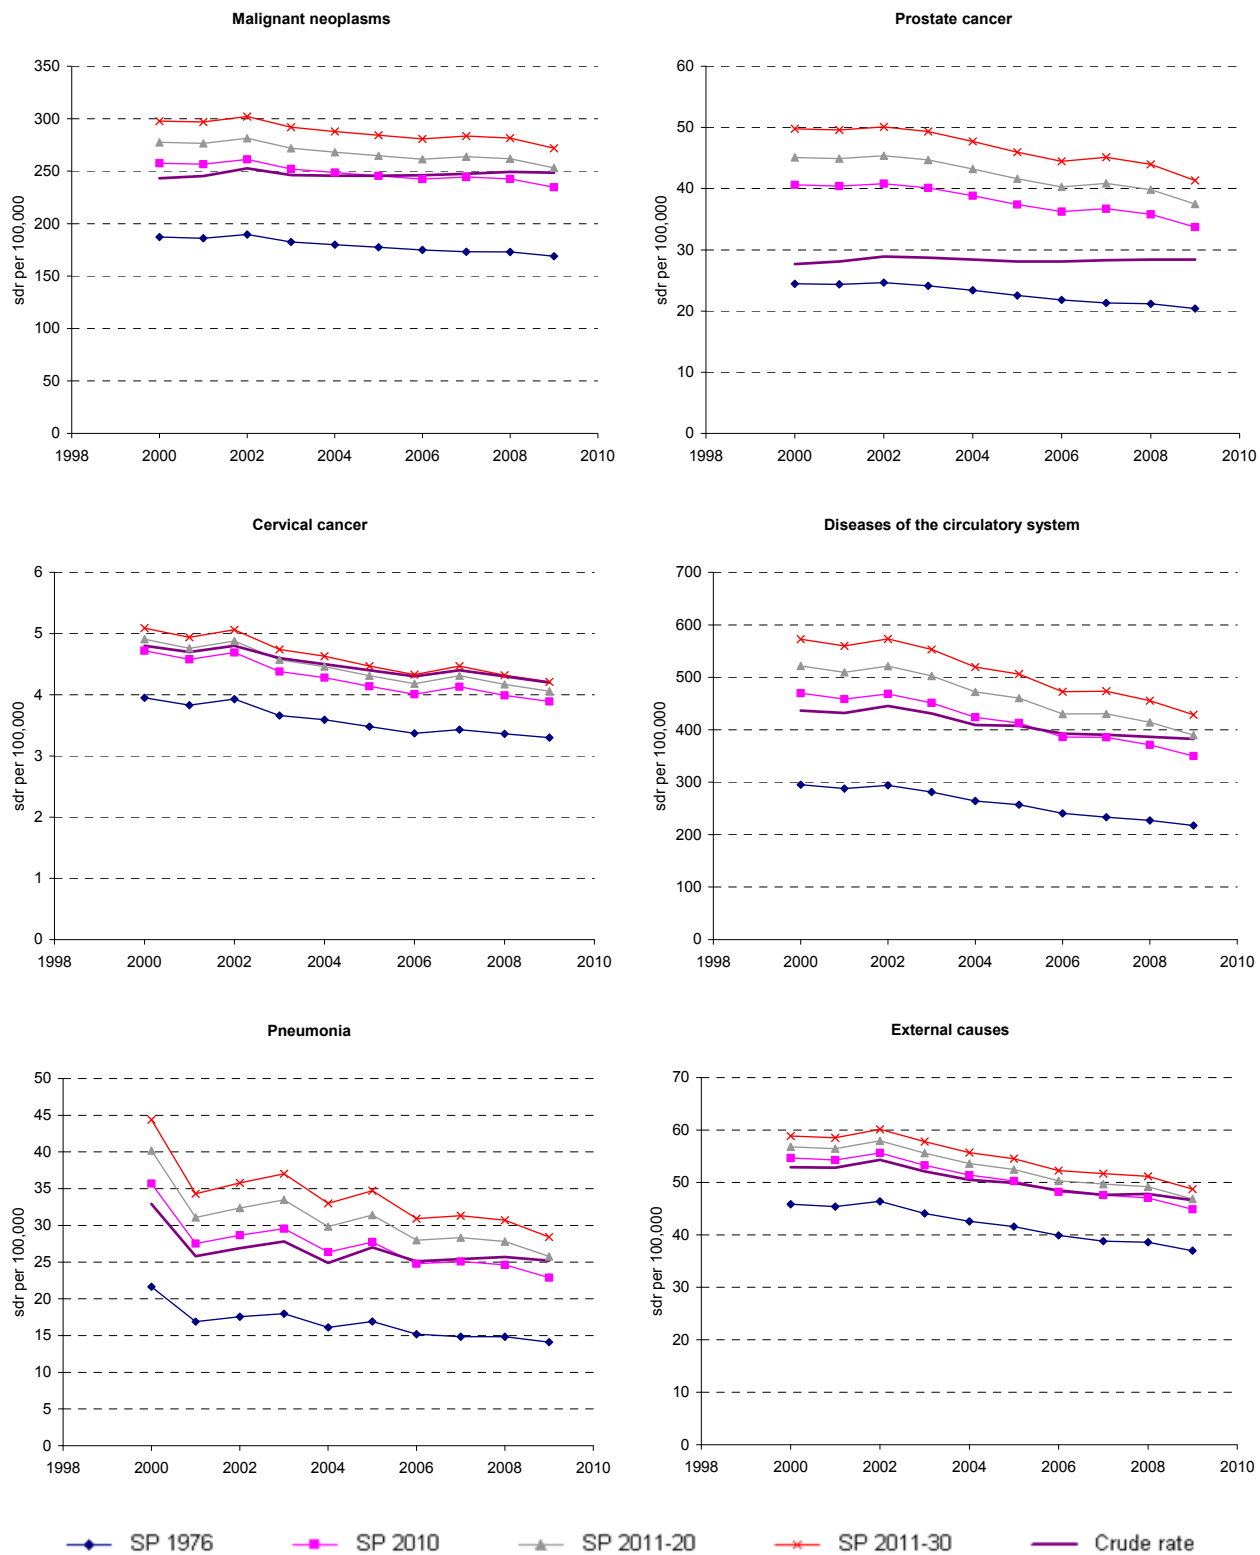 Malignant neoplasms
350
300
250
200
150
100
50
0
sdr per 100,000
1998 2000 2002 2004 2006 2008 2010
Prostate cancer
60
50
40
30
20
10
0
sdr per 100,000
1998 2000 2002 2004 2006 2008 2010
Cervical cancer
6
5
4
3
2
1
0
sdr per 100,000
1998 2000 2002 2004 2006 2008 2010
Diseases of the circulatory system
700
600
500
400
300
200
100
0
sdr per 100,000
1998 2000 2002 2004 2006 2008 2010
Pneumonia
50
45
40
35
30
25
20
15
10
5
0
sdr per 100,000
1998 2000 2002 2004 2006 2008 2010
External causes
70
60
50
40
30
20
10
0
sdr per 100,000
1998 2000 2002 2004 2006 2008 2010
SP 1976 SP 2010 SP 2011-20 SP 2011-30 Crude rate